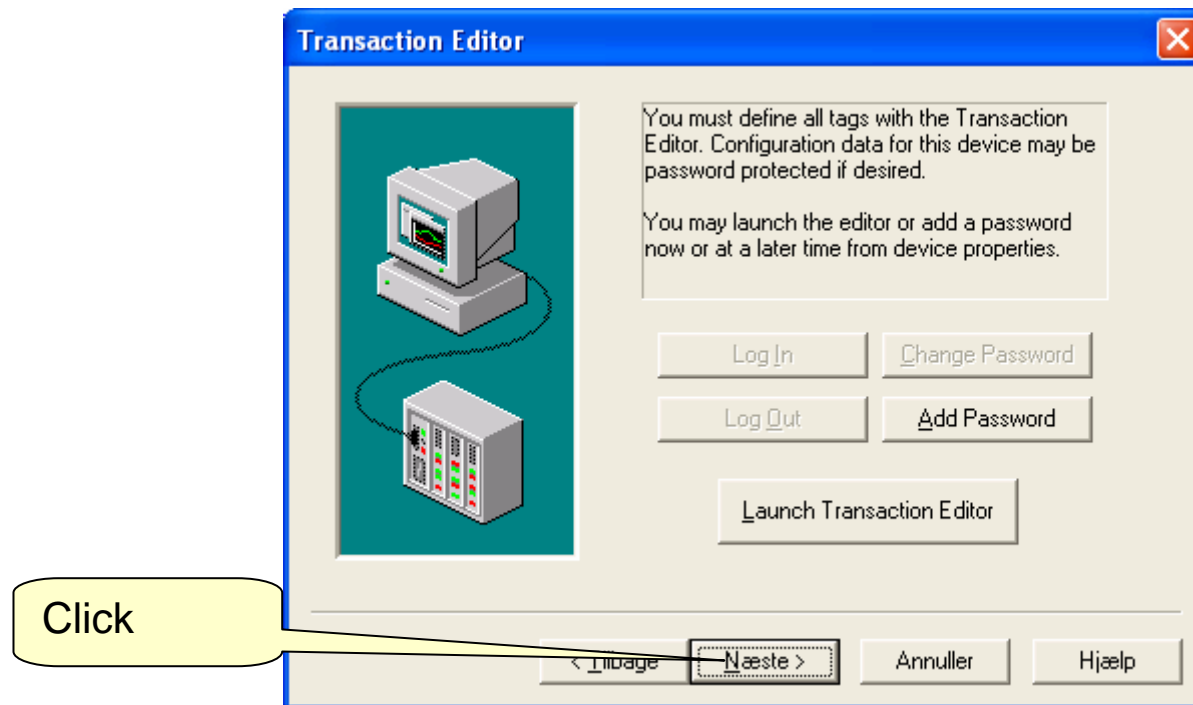 Transaction Editor
You must define all tags with the Transaction
Editor. Configuration data for this device may be
password protected if desired.
You may launch the editor or add a password
now or at a later time from device properties.
Log In
Change Password
Log Out
Add Password
Launch Transaction Editor
Click
< Tilbage
Næste >
Annuller
Hjælp